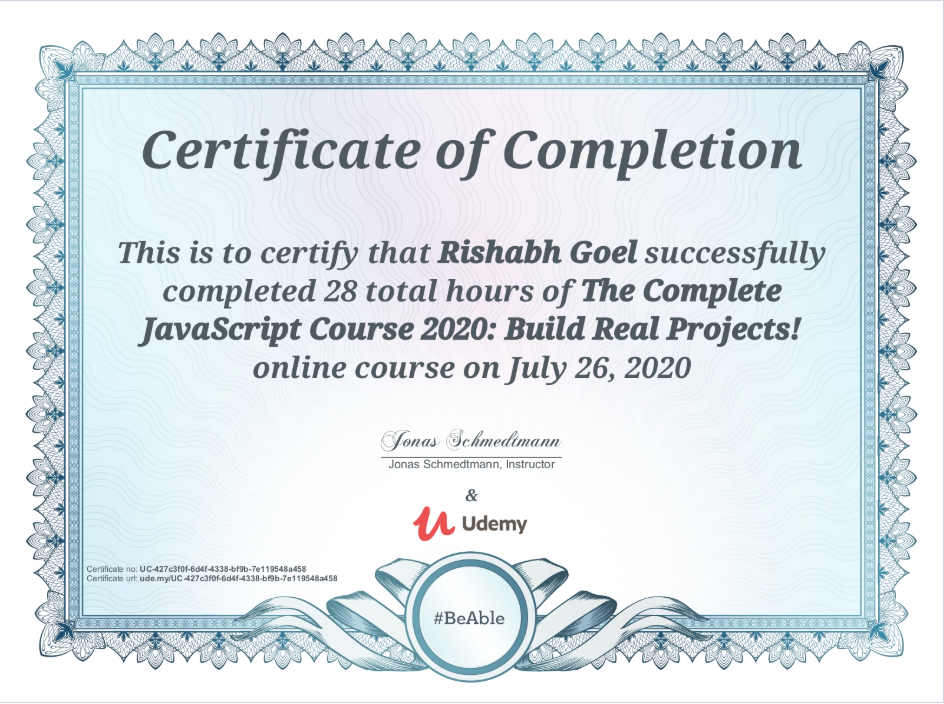 Certificate of Completion
This is to certify that Rishabh Goel successfully
completed 28 total hours of The Complete
JavaScript Course 2020: Build Real Projects!
online course on July 26, 2020
Jonas Schmedtmann
Jonas Schmedtmann, Instructor
&
Udemy
Certificate no: UC-427c3f0f-6d4f-4338-bf9b-7e119548a458
Certificate url: ude.my/UC-427c3f0f-6d4f-4338-bf9b-7e119548a458
#BeAble